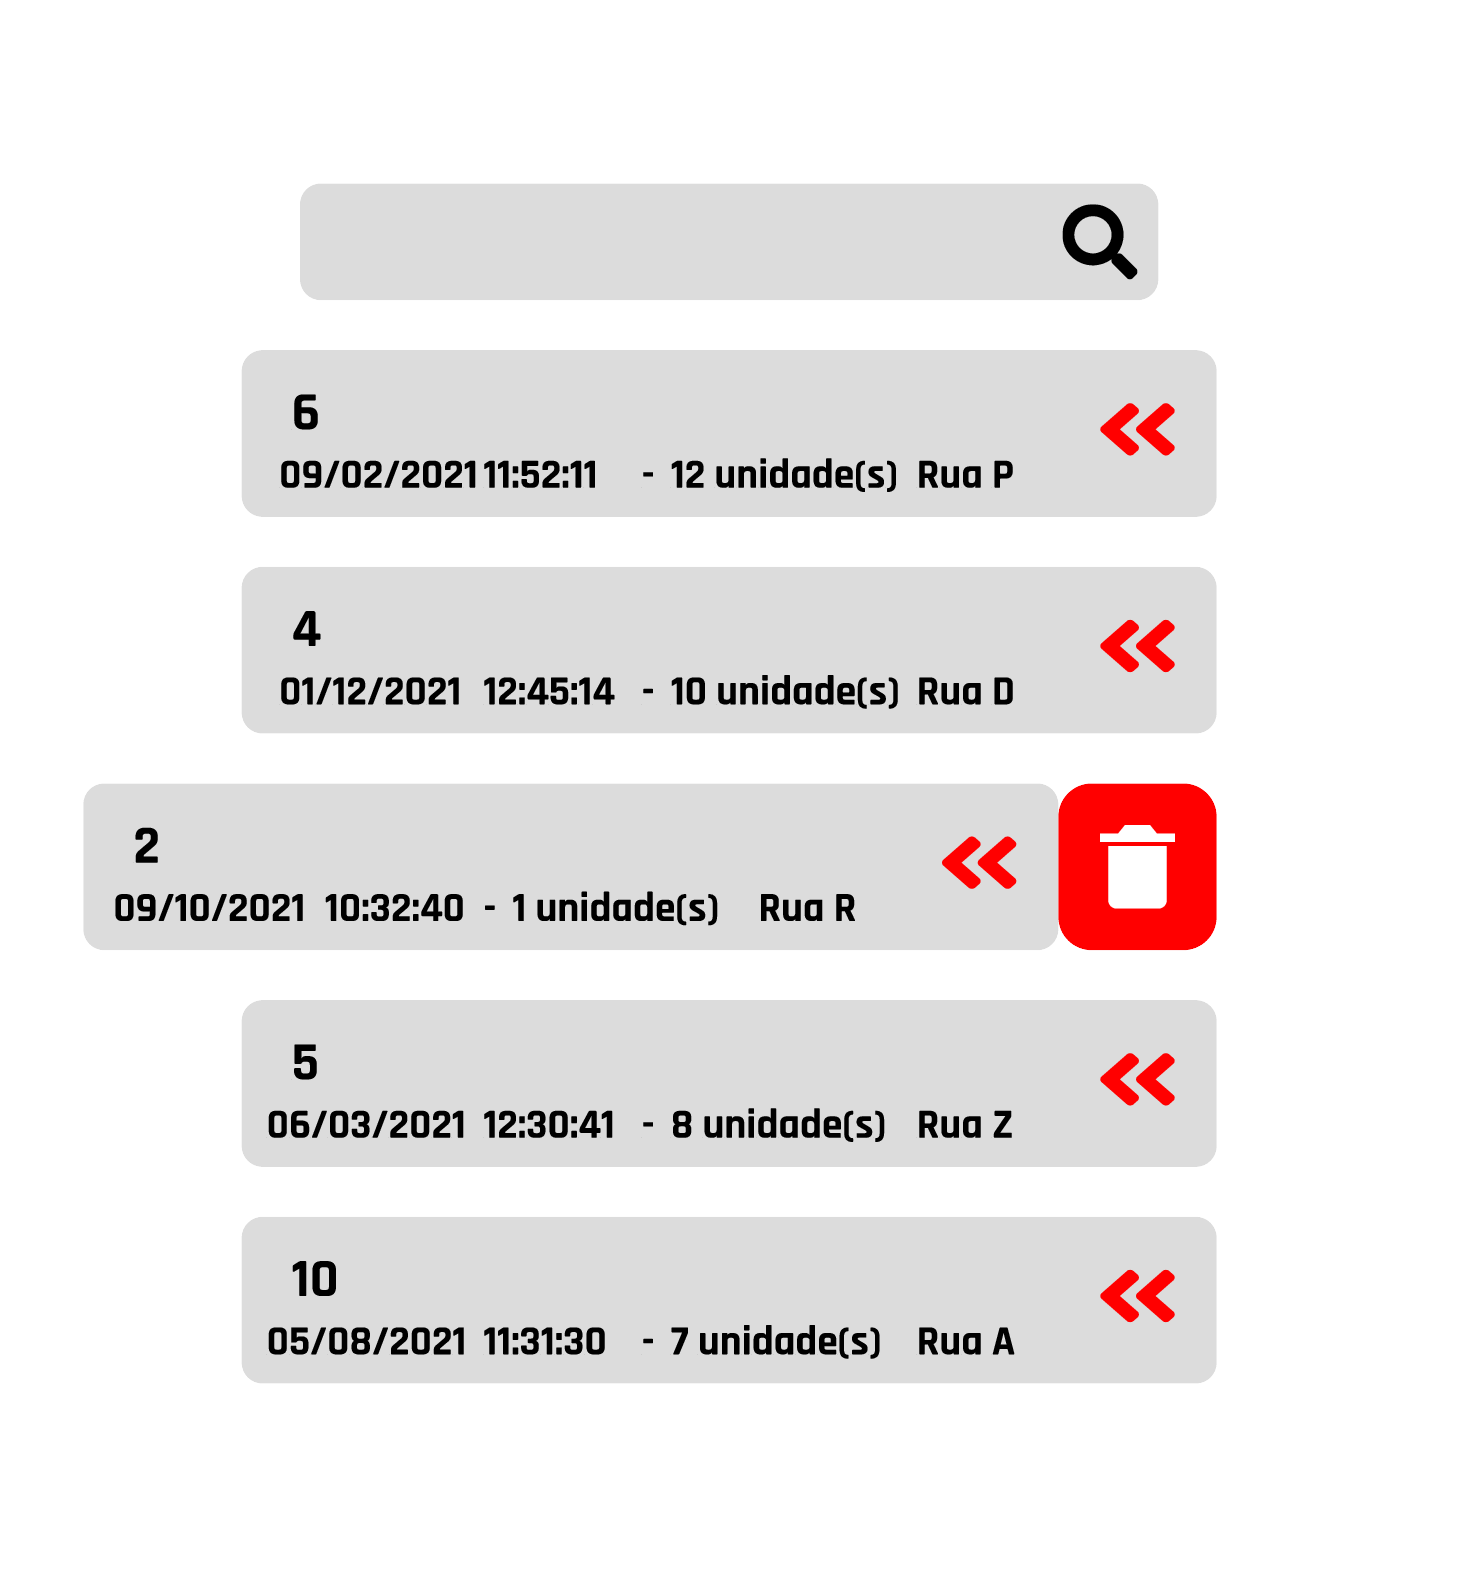 6
09/02/2021 11:52:11 - 12 unidade(s) Rua P
4
01/12/2021 12:45:14 - 10 unidade(s) Rua D
2
09/10/2021 10:32:40 - 1 unidade(s) Rua R
5
06/03/2021 12:30:41 - 8 unidade(s) Rua Z
10
05/08/2021 11:31:30 - 7 unidade(s) Rua A